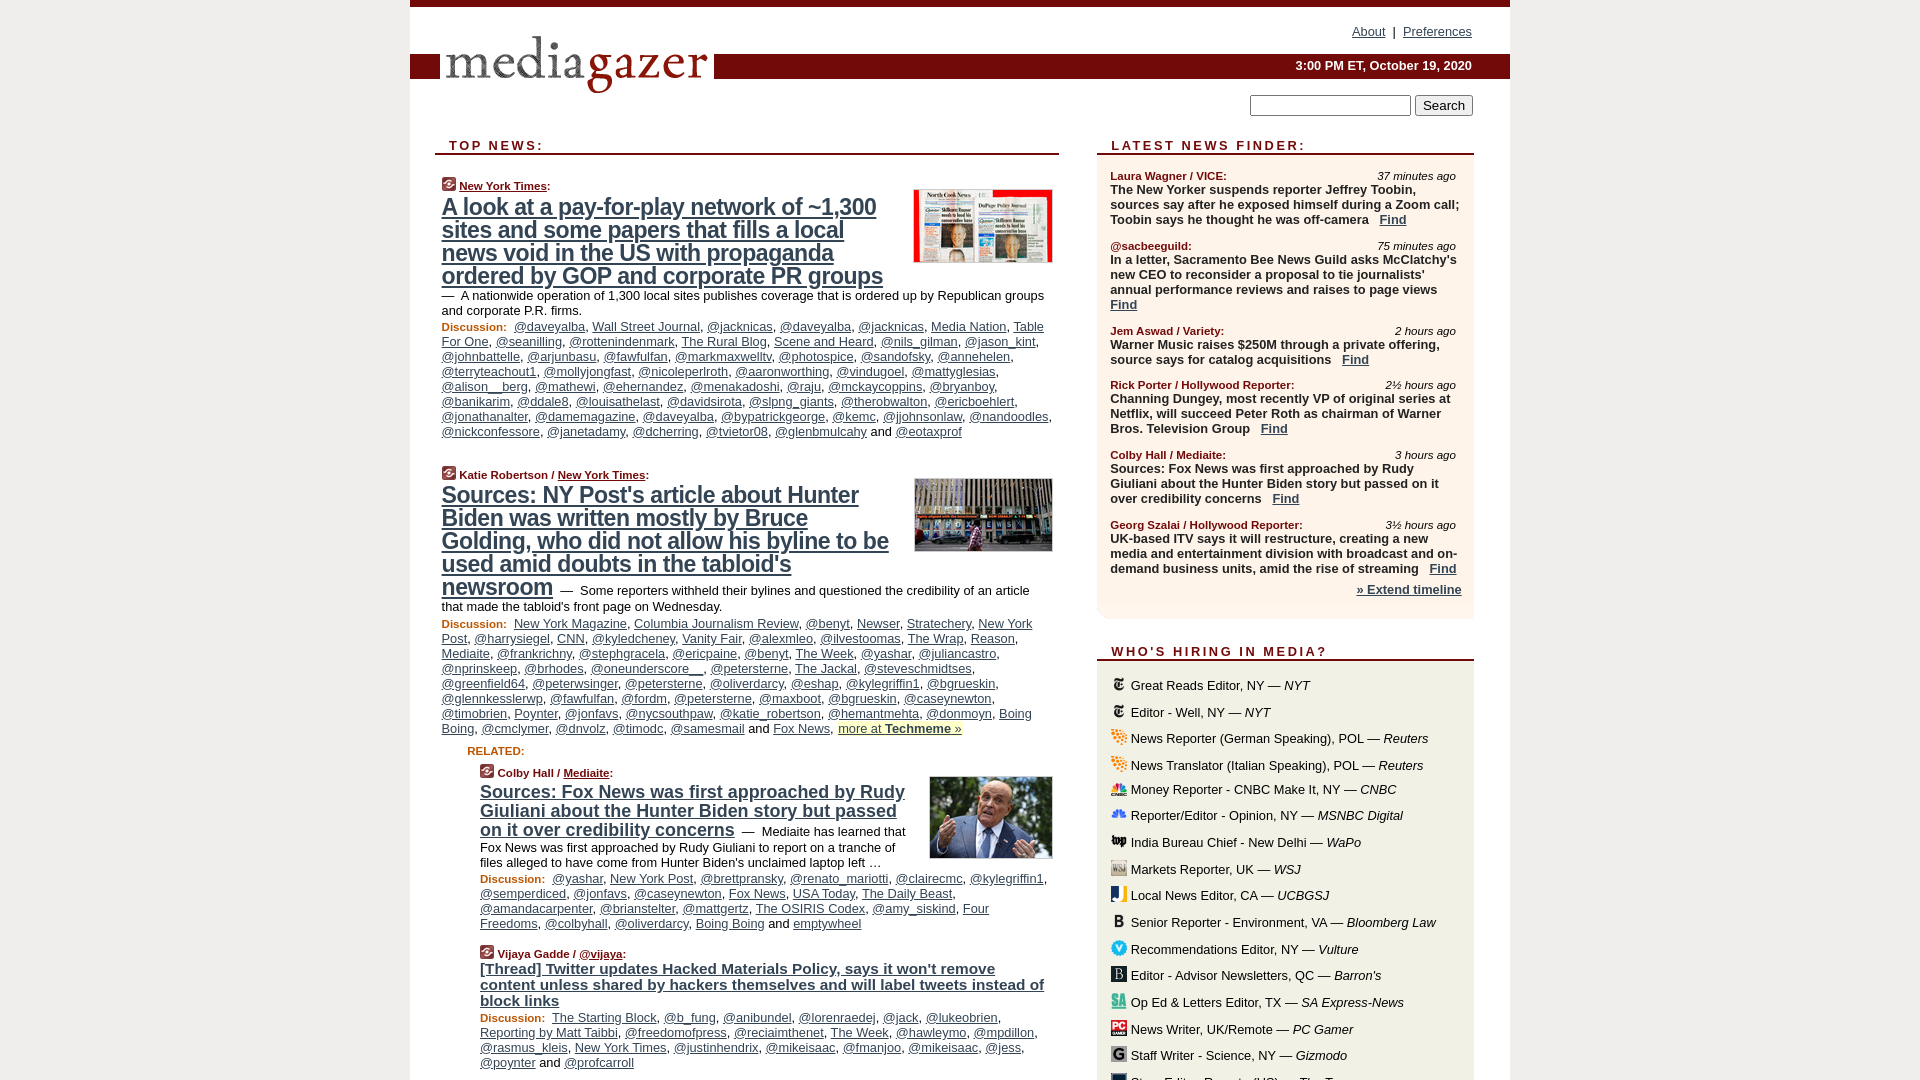 About | Preferences
mediagazer
3:00 PM ET, October 19, 2020
Search
TOP NEWS:
New York Times:
A look at a pay-for-play network of ~1,300
sites and some papers that fills a local
news void in the US with propaganda
ordered by GOP and corporate PR groups
— A nationwide operation of 1,300 local sites publishes coverage that is ordered up by Republican groups
and corporate P.R. firms.
Discussion: @daveyalba, Wall Street Journal, @jacknicas, @daveyalba, @jacknicas, Media Nation, Table
For One, @seanilling, @rottenindenmark, The Rural Blog, Scene and Heard, @nils_gilman, @jason_kint,
@johnbattelle, @arjunbasu, @fawfulfan, @markmaxwelltv, @photospice, @sandofsky, @annehelen,
@terryteachout1, @mollyjongfast, @nicoleperlroth, @aaronworthing, @vindugoel, @mattyglesias,
@alison__berg, @mathewi, @ehernandez, @menakadoshi, @raju, @mckaycoppins, @bryanboy,
@banikarim, @ddale8, @louisathelast, @davidsirota, @slpng_giants, @therobwalton, @ericboehlert,
@jonathanalter, @damemagazine, @daveyalba, @bypatrickgeorge, @kemc, @jjohnsonlaw, @nandoodles,
@nickconfessore, @janetadamy, @dcherring, @tvietor08, @glenbmulcahy and @eotaxprof
Katie Robertson / New York Times:
Sources: NY Post's article about Hunter
Biden was written mostly by Bruce
Golding, who did not allow his byline to be
used amid doubts in the tabloid's
newsroom — Some reporters withheld their bylines and questioned the credibility of an article
that made the tabloid's front page on Wednesday.
Discussion: New York Magazine, Columbia Journalism Review, @benyt, Newser, Stratechery, New York
Post, @harrysiegel, CNN, @kyledcheney, Vanity Fair, @alexmleo, @ilvestoomas, The Wrap, Reason,
Mediaite, @frankrichny, @stephgracela, @ericpaine, @benyt, The Week, @yashar, @juliancastro,
@nprinskeep, @brhodes, @oneunderscore__, @petersterne, The Jackal, @steveschmidtses,
@greenfield64, @peterwsinger, @petersterne, @oliverdarcy, @eshap, @kylegriffin1, @bgrueskin,
@glennkesslerwp, @fawfulfan, @fordm, @petersterne, @maxboot, @bgrueskin, @caseynewton,
@timobrien, Poynter, @jonfavs, @nycsouthpaw, @katie_robertson, @hemantmehta, @donmoyn, Boing
Boing, @cmclymer, @dnvolz, @timodc, @samesmail and Fox News, more at Techmeme »
RELATED:
Colby Hall / Mediaite:
Sources: Fox News was first approached by Rudy
Giuliani about the Hunter Biden story but passed
on it over credibility concerns — Mediaite has learned that
Fox News was first approached by Rudy Giuliani to report on a tranche of
files alleged to have come from Hunter Biden's unclaimed laptop left …
Discussion: @yashar, New York Post, @brettpransky, @renato_mariotti, @clairecmc, @kylegriffin1,
@semperdiced, @jonfavs, @caseynewton, Fox News, USA Today, The Daily Beast,
@amandacarpenter, @brianstelter, @mattgertz, The OSIRIS Codex, @amy_siskind, Four
Freedoms, @colbyhall, @oliverdarcy, Boing Boing and emptywheel
Vijaya Gadde / @vijaya:
[Thread] Twitter updates Hacked Materials Policy, says it won't remove
content unless shared by hackers themselves and will label tweets instead of
block links
Discussion: The Starting Block, @b_fung, @anibundel, @lorenraedej, @jack, @lukeobrien,
Reporting by Matt Taibbi, @freedomofpress, @reciaimthenet, The Week, @hawleymo, @mpdillon,
@rasmus_kleis, New York Times, @justinhendrix, @mikeisaac, @fmanjoo, @mikeisaac, @jess,
@poynter and @profcarroll
LATEST NEWS FINDER:
Laura Wagner / VICE: 37 minutes ago
The New Yorker suspends reporter Jeffrey Toobin,
sources say after he exposed himself during a Zoom call;
Toobin says he thought he was off-camera Find
@sacbeeguild: 75 minutes ago
In a letter, Sacramento Bee News Guild asks McClatchy's
new CEO to reconsider a proposal to tie journalists'
annual performance reviews and raises to page views
Find
Jem Aswad / Variety: 2 hours ago
Warner Music raises $250M through a private offering,
source says for catalog acquisitions Find
Rick Porter / Hollywood Reporter: 2½ hours ago
Channing Dungey, most recently VP of original series at
Netflix, will succeed Peter Roth as chairman of Warner
Bros. Television Group Find
Colby Hall / Mediaite: 3 hours ago
Sources: Fox News was first approached by Rudy
Giuliani about the Hunter Biden story but passed on it
over credibility concerns Find
Georg Szalai / Hollywood Reporter: 3½ hours ago
UK-based ITV says it will restructure, creating a new
media and entertainment division with broadcast and on-
demand business units, amid the rise of streaming Find
» Extend timeline
WHO'S HIRING IN MEDIA?
Great Reads Editor, NY — NYT
Editor - Well, NY — NYT
News Reporter (German Speaking), POL — Reuters
News Translator (Italian Speaking), POL — Reuters
Money Reporter - CNBC Make It, NY — CNBC
Reporter/Editor - Opinion, NY — MSNBC Digital
India Bureau Chief - New Delhi — WaPo
Markets Reporter, UK — WSJ
Local News Editor, CA — UCBGSJ
Senior Reporter - Environment, VA — Bloomberg Law
Recommendations Editor, NY — Vulture
Editor - Advisor Newsletters, QC — Barron's
Op Ed & Letters Editor, TX — SA Express-News
News Writer, UK/Remote — PC Gamer
Staff Writer - Science, NY — Gizmodo